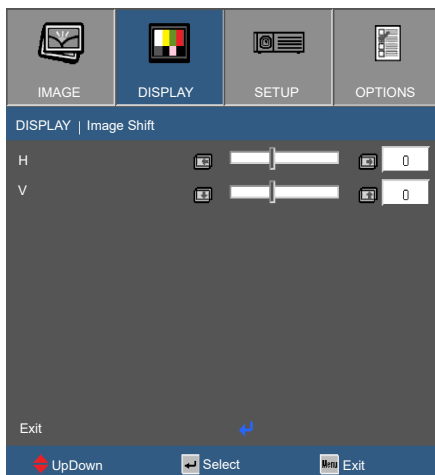 IMAGE DISPLAY SETUP OPTIONS
DISPLAY | Image Shift
H 0
V 0
Exit
UpDown Select Menu Exit